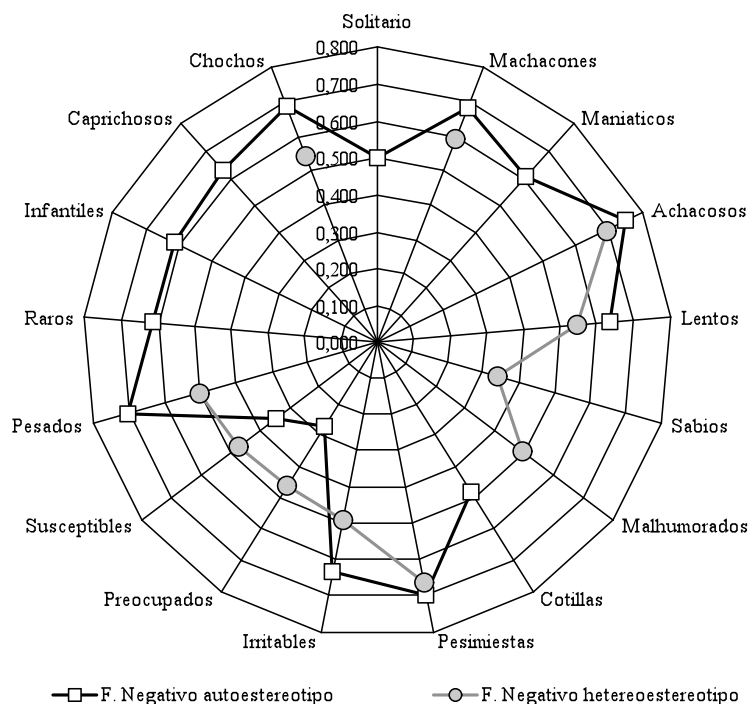 Solitario
0,800
0,700
0,600
0,500
0,400
0,300
0,200
0,100
0,000
Machacones
Maniaticos
Achacosos
Lentos
Sabios
Malhumorados
Cotillas
Pesimiestas
Irritables
Preocupados
Susceptibles
Pesados
Raros
Infantiles
Caprichosos
Chochos
F. Negativo autoestereotipo
F. Negativo hetereoestereotipo